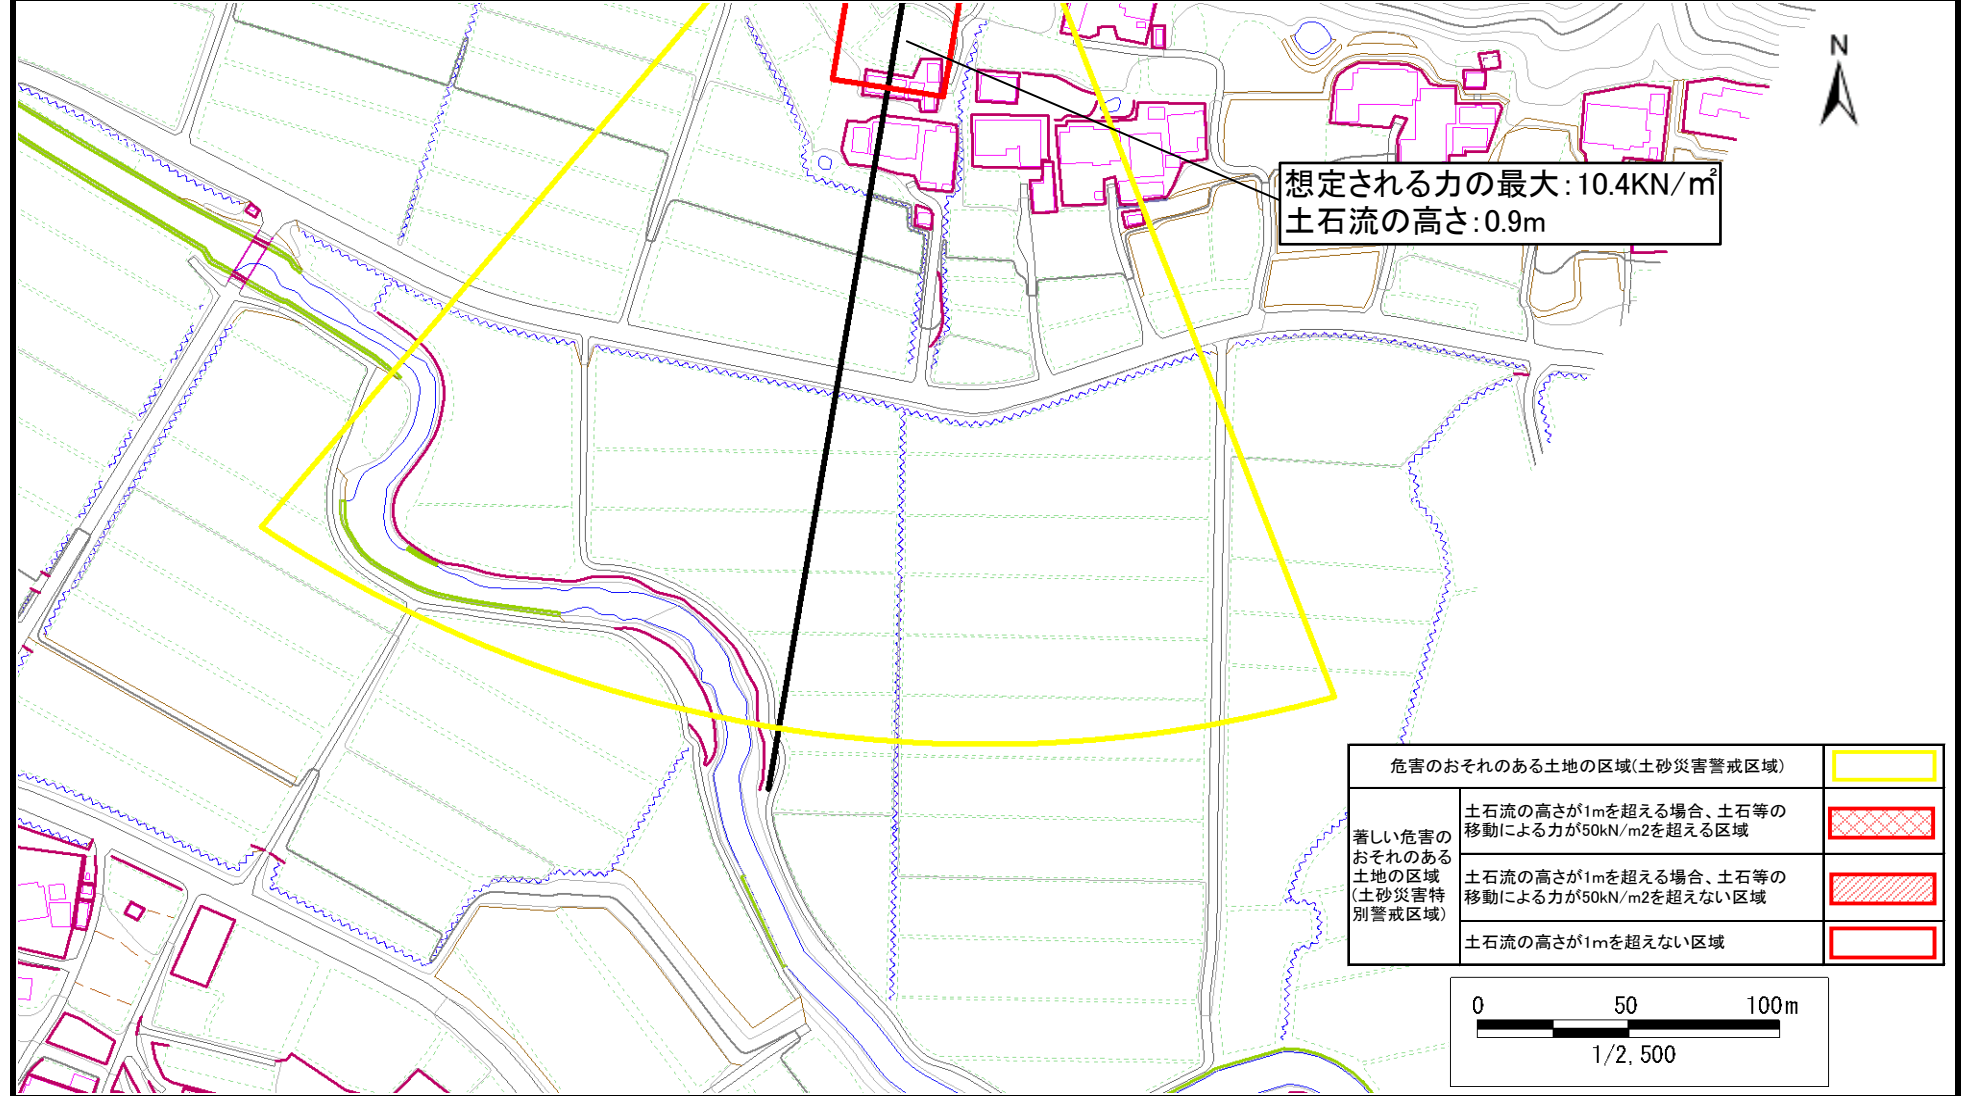 N
想定される力の最大:10.4KN/㎡
土石流の高さ:0.9m
危害のおそれのある土地の区域(土砂災害警戒区域)
著しい危害の
おそれのある
土地の区域
(土砂災害特
別警戒区域)
土石流の高さが1mを超える場合、土石等の
移動による力が50kN/m2を超える区域
土石流の高さが1mを超える場合、土石等の
移動による力が50kN/m2を超えない区域
土石流の高さが1mを超えない区域
0 50 100m
1/2,500